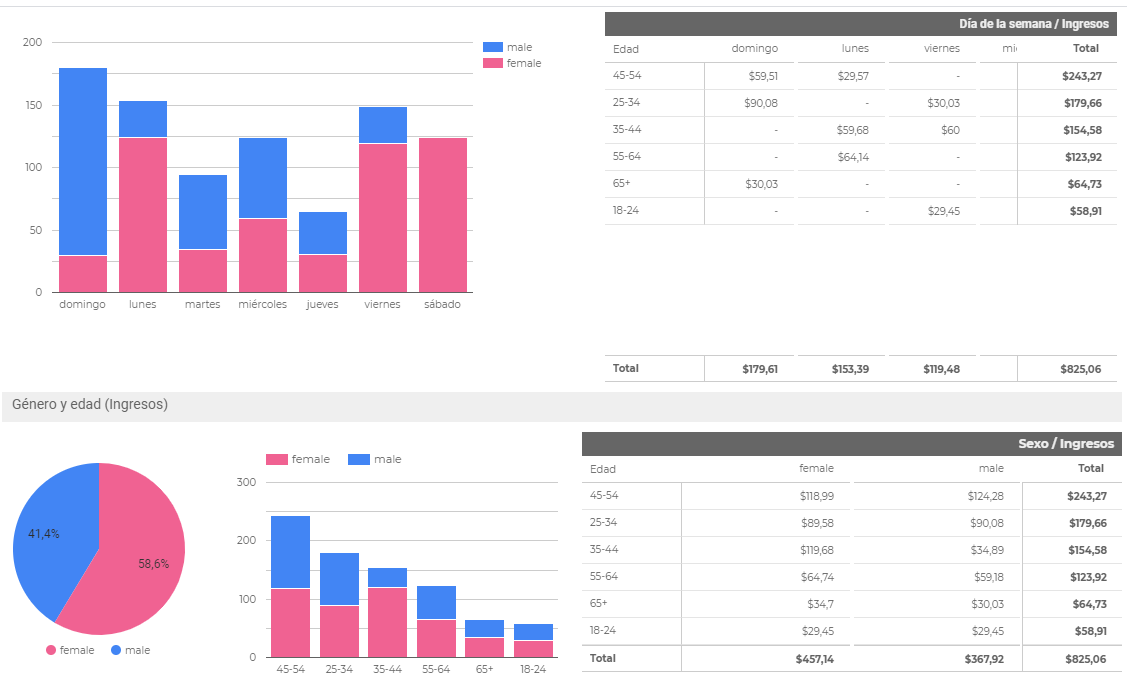 200
150
100
50
0
domingo lunes martes miércoles jueves viernes sábado
male
female
Día de la semana / Ingresos
Edad domingo lunes viernes mi Total
45-54 $59,51 $29,57 - $243,27
25-34 $90,08 - $30,03 $179,66
35-44 - $59,68 $60 $154,58
55-64 - $64,14 - $123,92
65+ $30,03 - - $64,73
18-24 - - $29,45 $58,91
Total $179,61 $153,39 $119,48 $825,06
Género y edad (Ingresos)
41,4%
58,6%
female male
female male
300
200
100
0
45-54 25-34 35-44 55-64 65+ 18-24
Sexo / Ingresos
Edad female male Total
45-54 $118,99 $124,28 $243,27
25-34 $89,58 $90,08 $179,66
35-44 $119,68 $34,89 $154,58
55-64 $64,74 $59,18 $123,92
65+ $34,7 $30,03 $64,73
18-24 $29,45 $29,45 $58,91
Total $457,14 $367,92 $825,06